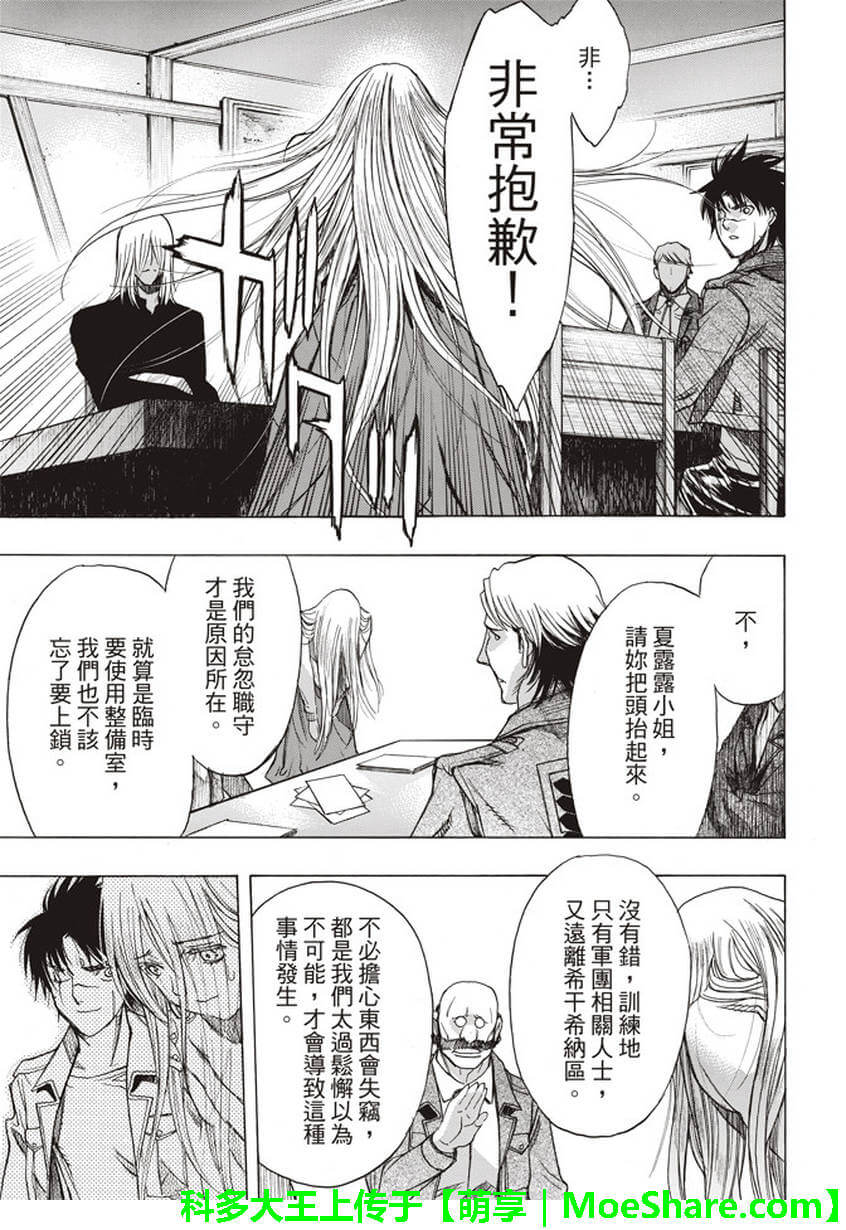 非…
非常抱歉！
ガバッ
不，
夏露露小姐，
請妳把頭抬起來。
我們的怠忽職守
才是原因所在。
就算是臨時
要使用整備室，
我們也不該
忘了要上鎖。
沒有錯，訓練地
只有軍團相關人士，
又遠離希干希納區。
不必擔心東西會失竊，
都是我們太過鬆懈以為
不可能，才會導致這種
事情發生。
科多大王上传于【萌享｜MoeShare.com】